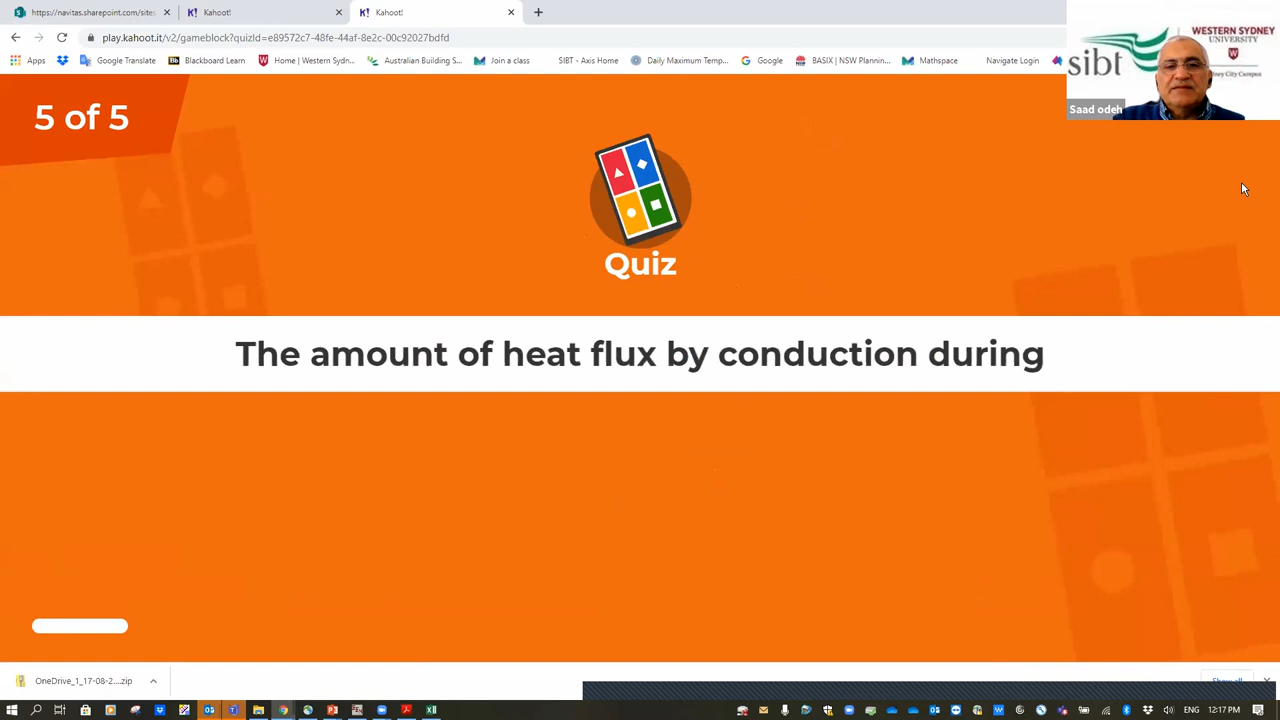 https://navitas.sharepoint.com/sites
Kahoot!
Kahoot!
play.kahoot.it/v2/gameblock?quizId=e89572c7-48fe-44af-8e2c-00c92027bdfd
Apps
Google Translate
Blackboard Learn
Home | Western Sydn...
Australian Building S...
Join a class
SIBT - Axis Home
Daily Maximum Temp...
Google
BASIX | NSW Plannin...
Mathspace
Navigate Login
WESTERN SYDNEY
UNIVERSITY
sibt
Saad odeh
5 of 5
Quiz
The amount of heat flux by conduction during
OneDrive_1_17-08-2....zip
Show all
ENG
12:17 PM